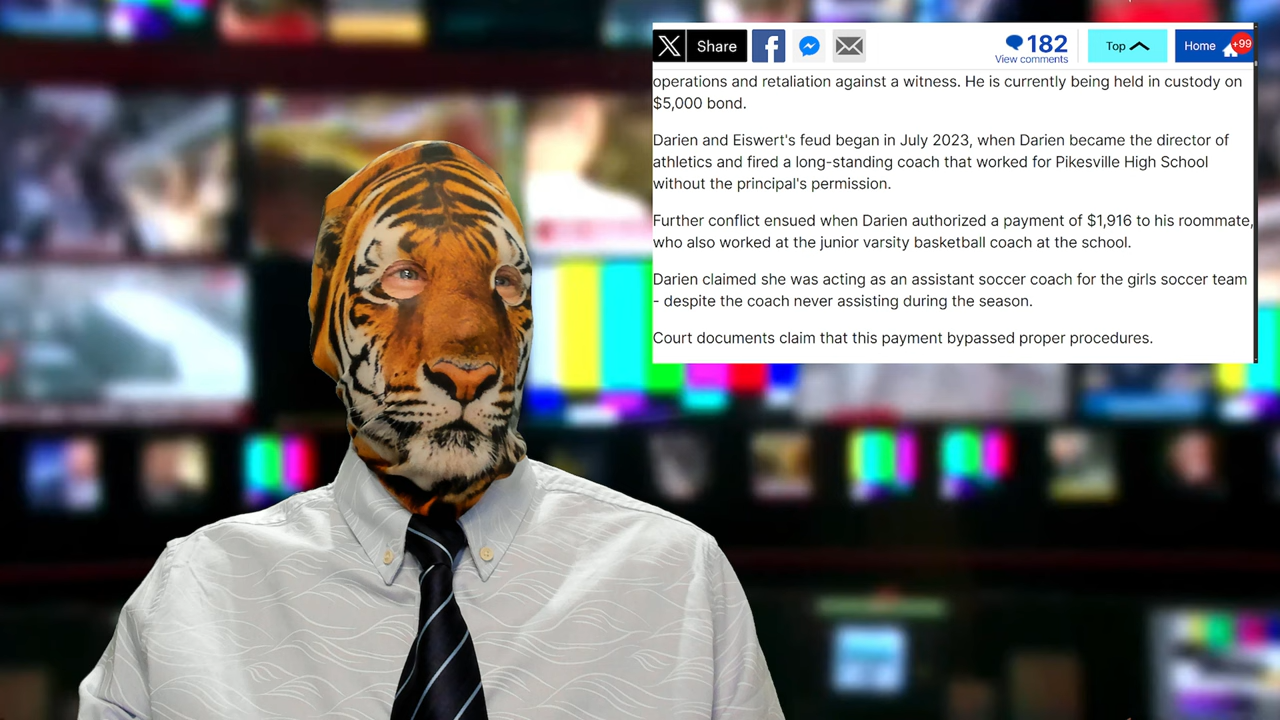 Share
182
View comments
Top
Home
+99
operations and retaliation against a witness. He is currently being held in custody on
$5,000 bond.
Darien and Eiswert's feud began in July 2023, when Darien became the director of
athletics and fired a long-standing coach that worked for Pikesville High School
without the principal's permission.
Further conflict ensued when Darien authorized a payment of $1,916 to his roommate,
who also worked at the junior varsity basketball coach at the school.
Darien claimed she was acting as an assistant soccer coach for the girls soccer team
- despite the coach never assisting during the season.
Court documents claim that this payment bypassed proper procedures.